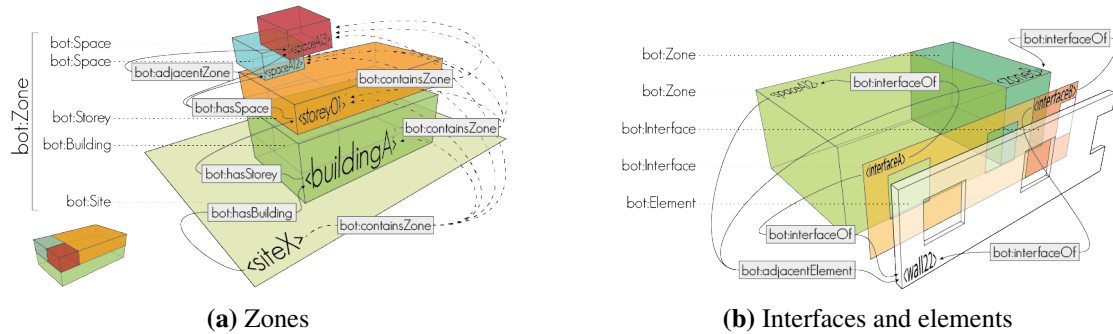 bot:Zone
bot:Space
bot:Space
bot:Storey
bot:Building
bot:Site
<spaceA13>
<spaceA12>
bot:adjacentZone
bot:containsZone
bot:hasSpace
<storey01>
bot:containsZone
<buildingA>
bot:hasStorey
bot:hasBuilding
bot:containsZone
<siteX>
(a) Zones
bot:Zone
bot:Zone
bot:Interface
bot:Interface
bot:Element
bot:interfaceOf
<zoneB>
<spaceA12
bot:interfaceOf
<interfaceB>
<interfaceA>
bot:interfaceOf
bot:interfaceOf
bot:adjacentElement
<wall22>
(b) Interfaces and elements